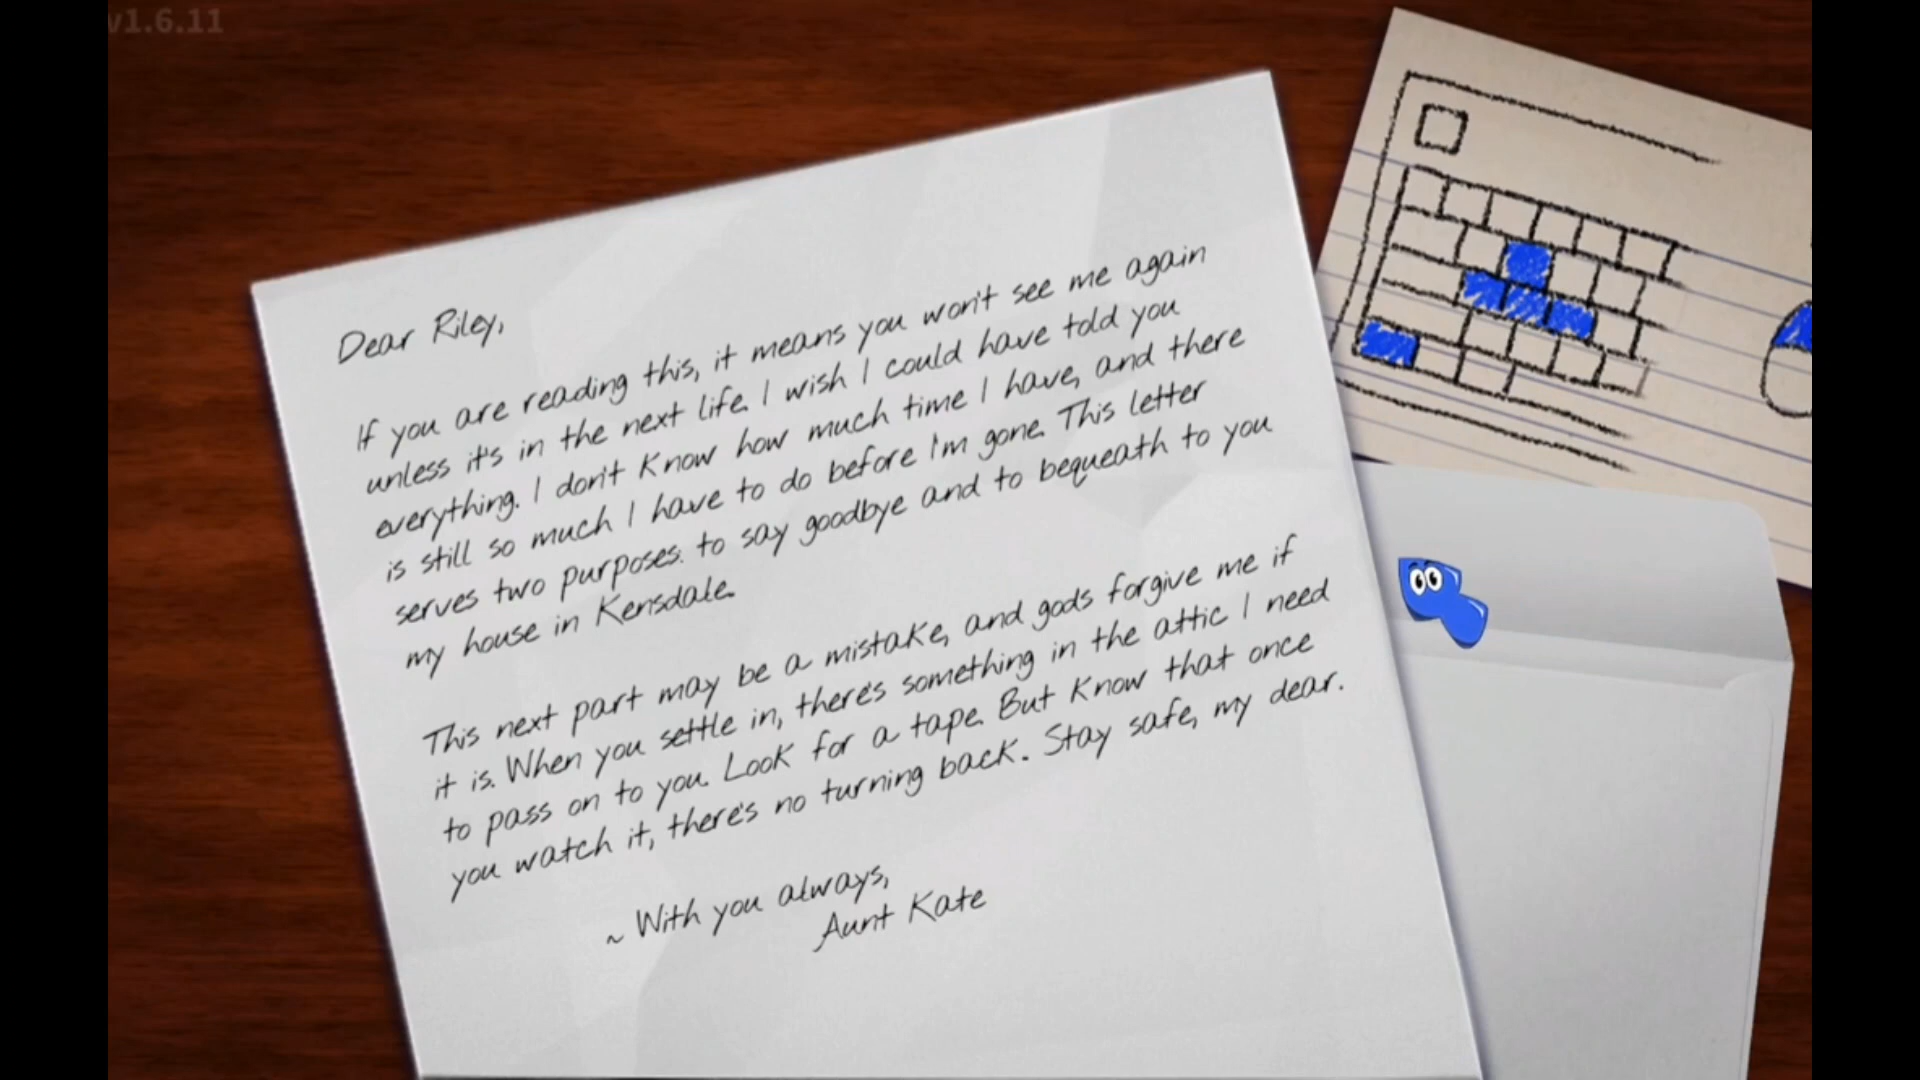 v1.6.11
Dear Riley,
If you are reading this, it means you won't see me again
unless it's in the next life. I wish I could have told you
everything. I don't know how much time I have, and there
is still so much I have to do before I'm gone. This letter
serves two purposes: to say goodbye and to bequeath to you
my house in Kensdale.
This next part may be a mistake, and gods forgive me if
it is. When you settle in, there's something in the attic I need
to pass on to you. Look for a tape. But know that once
you watch it, there's no turning back. Stay safe, my dear.
~ With you always,
Aunt Kate